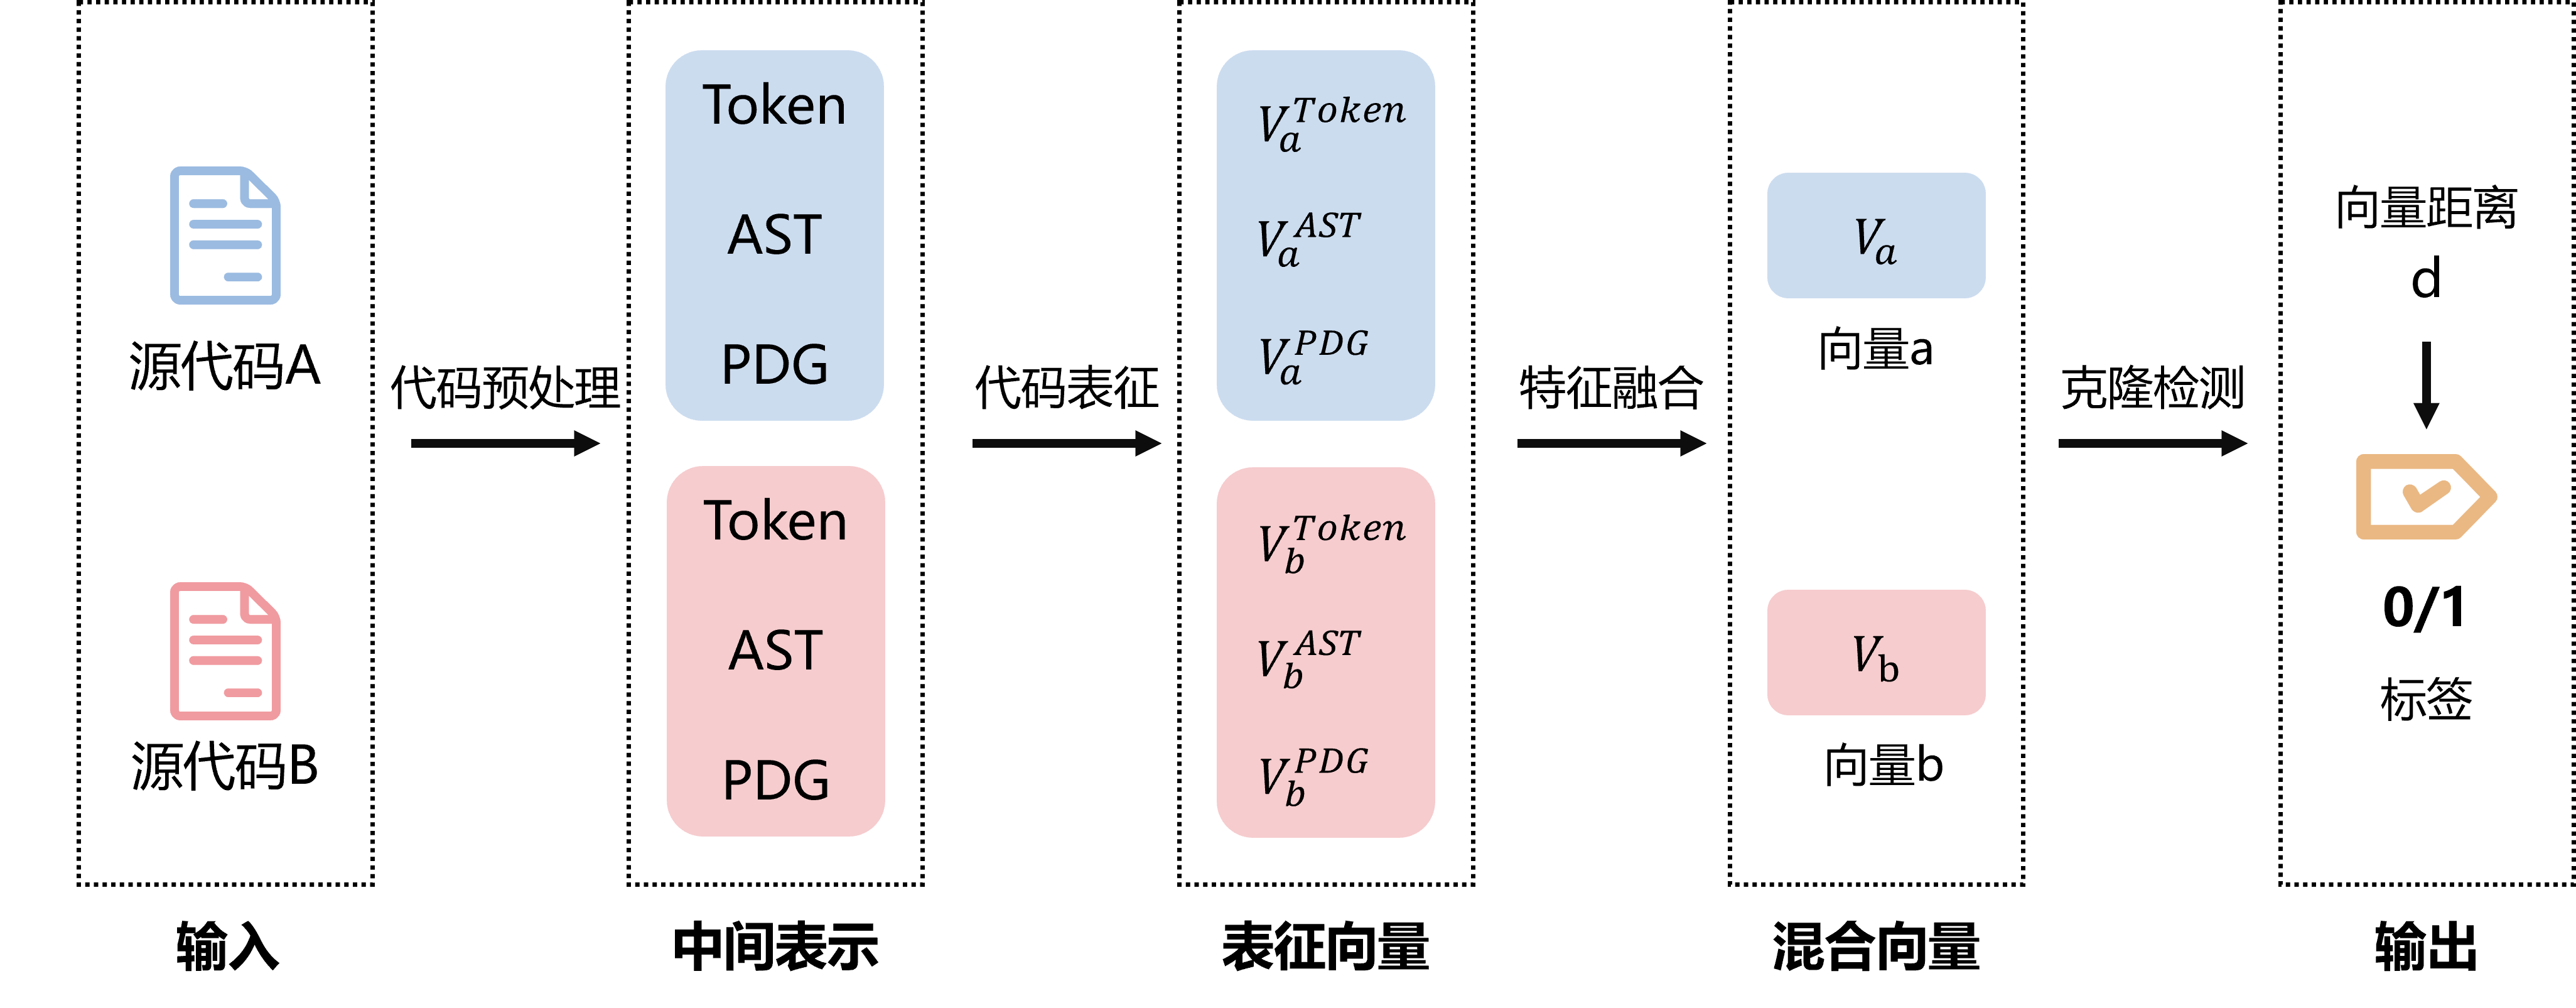 源代码A
源代码B
输入
代码预处理
Token
AST
PDG
Token
AST
PDG
中间表示
代码表征
V_a^{Token}
V_a^{AST}
V_a^{PDG}
V_b^{Token}
V_b^{AST}
V_b^{PDG}
表征向量
特征融合
V_a
向量a
V_b
向量b
混合向量
克隆检测
向量距离
d
0/1
标签
输出